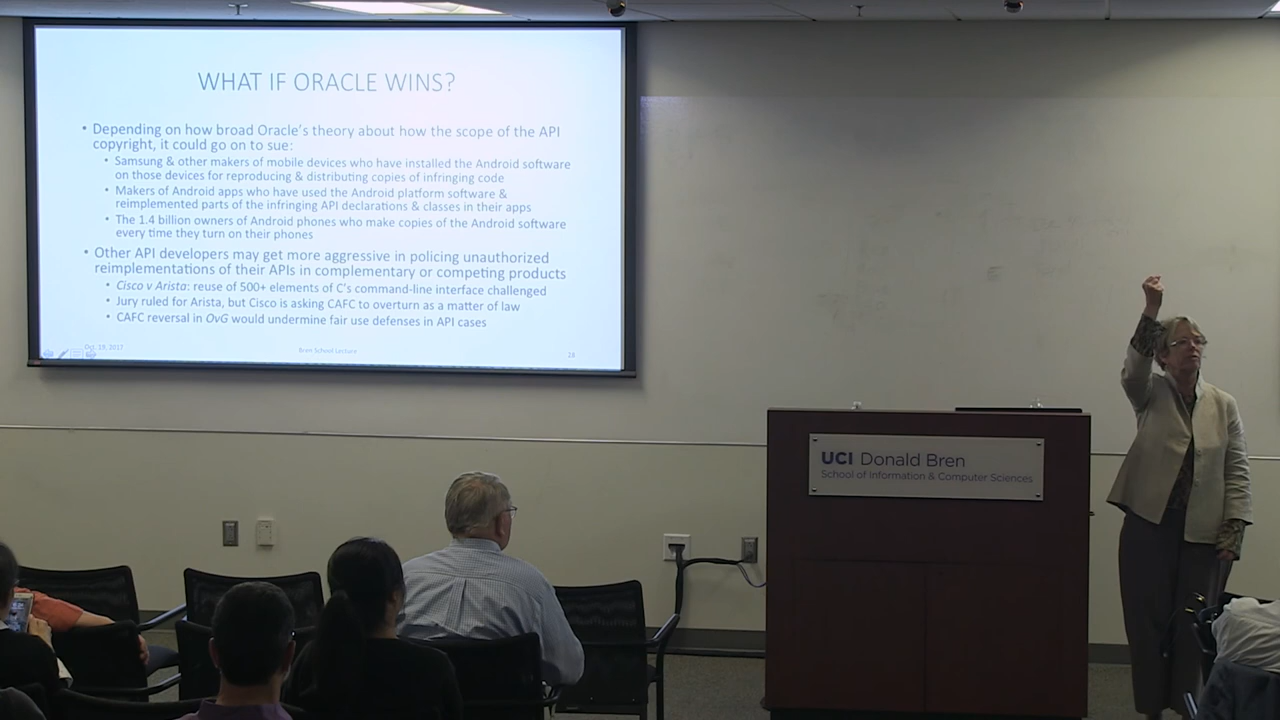 WHAT IF ORACLE WINS?
• Depending on how broad Oracle's theory about how the scope of the API
copyright, it could go on to sue:
• Samsung & other makers of mobile devices who have installed the Android software
on those devices for reproducing & distributing copies of infringing code
• Makers of Android apps who have used the Android platform software &
reimplemented parts of the infringing API declarations & classes in their apps
• The 1.4 billion owners of Android phones who make copies of the Android software
every time they turn on their phones
• Other API developers may get more aggressive in policing unauthorized
reimplementations of their APIs in complementary or competing products
• Cisco v Arista: reuse of 500+ elements of C's command-line interface challenged
• Jury ruled for Arista, but Cisco is asking CAFC to overturn as a matter of law
• CAFC reversal in OvG would undermine fair use defenses in API cases
Oct. 19, 2017
Bren School Lecture
28
UCI Donald Bren
School of Information & Computer Sciences